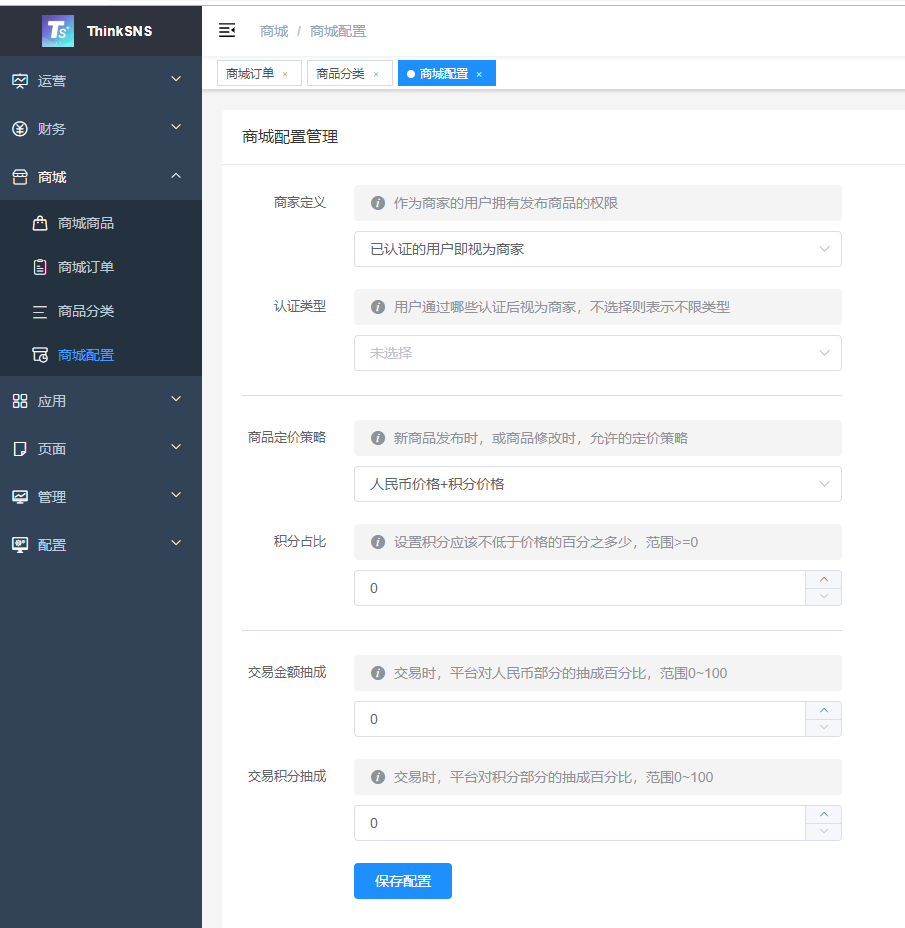 ThinkSNS
运营
财务
商城
商城商品
商城订单
商品分类
商城配置
应用
页面
管理
配置
商城 / 商城配置
商城订单 × 商品分类 × 商城配置 ×
商城配置管理
商家定义 作为商家的用户拥有发布商品的权限
已认证的用户即视为商家
认证类型 用户通过哪些认证后视为商家，不选择则表示不限类型
未选择
商品定价策略 新商品发布时，或商品修改时，允许的定价策略
人民币价格+积分价格
积分占比 设置积分应该不低于价格的百分之多少，范围>=0
0
交易金额抽成 交易时，平台对人民币部分的抽成百分比，范围0~100
0
交易积分抽成 交易时，平台对积分部分的抽成百分比，范围0~100
0
保存配置